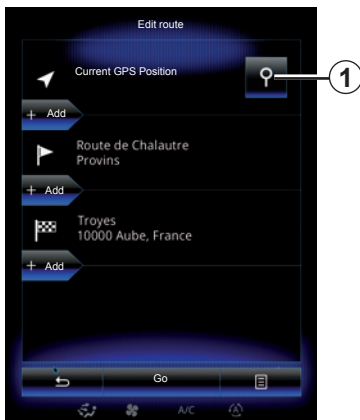 Edit route
Current GPS Position
1
+ Add
Route de Chalautre
Provins
+ Add
Troyes
10000 Aube, France
+ Add
Go
A/C
A